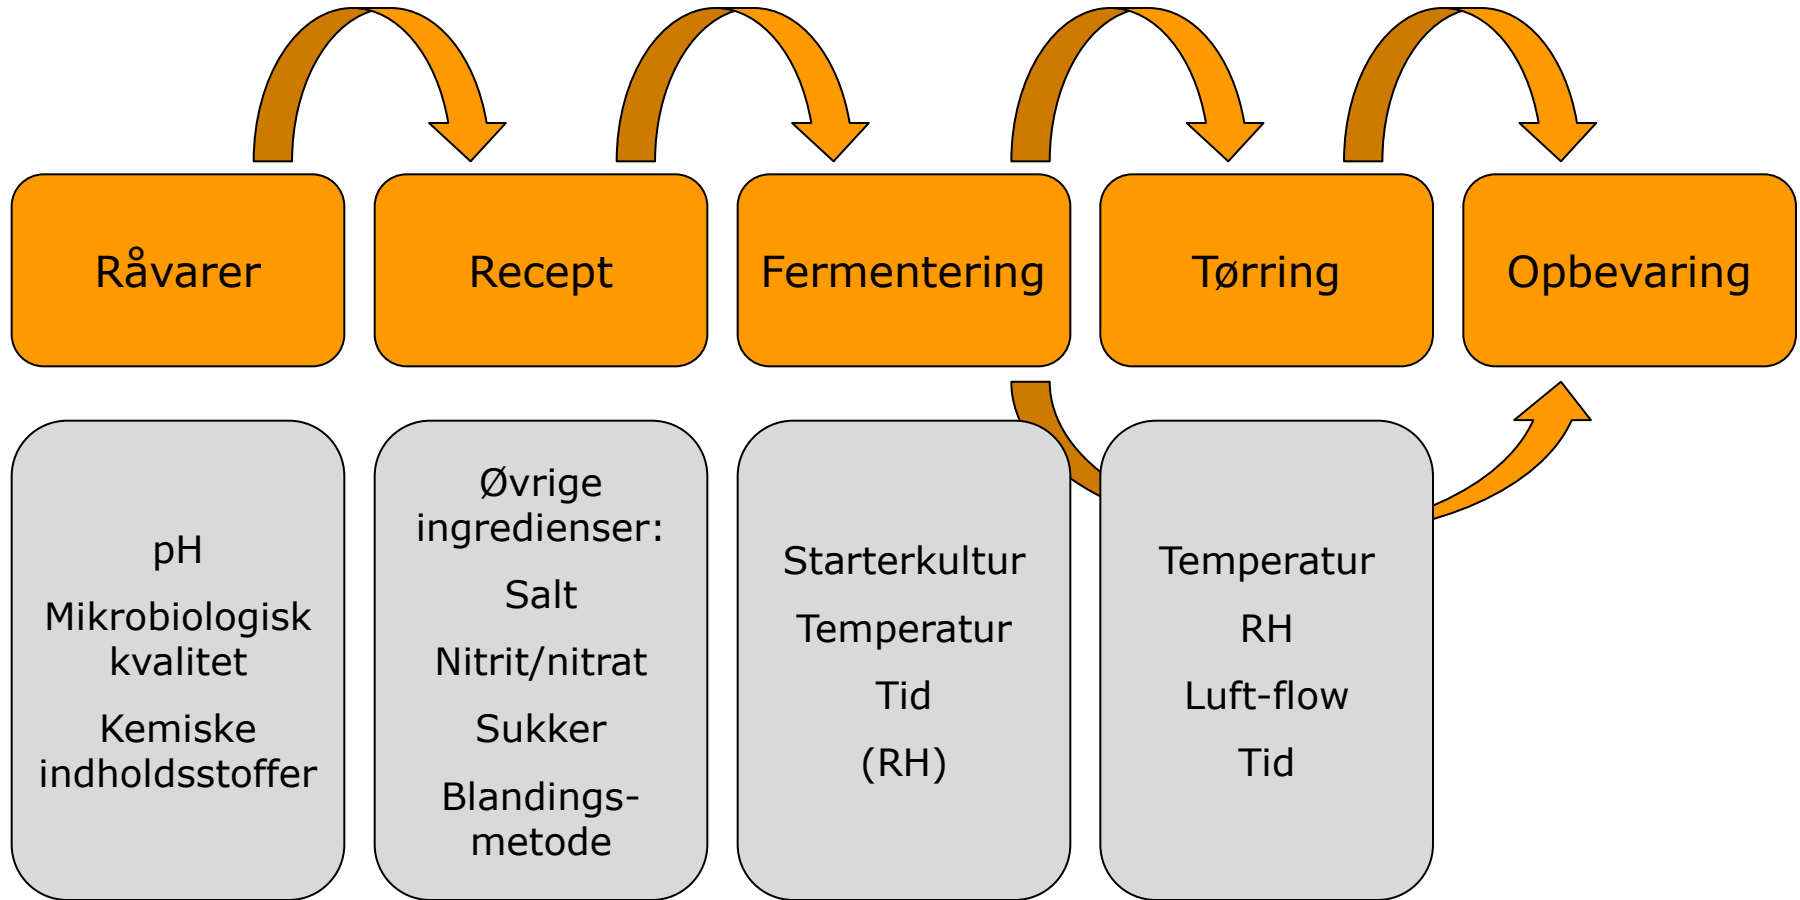 Råvarer
Recept
Fermentering
Tørring
Opbevaring
pH
Mikrobiologisk
kvalitet
Kemiske
indholdsstoffer
Øvrige
ingredienser:
Salt
Nitrit/nitrat
Sukker
Blandings-
metode
Starterkultur
Temperatur
Tid
(RH)
Temperatur
RH
Luft-flow
Tid